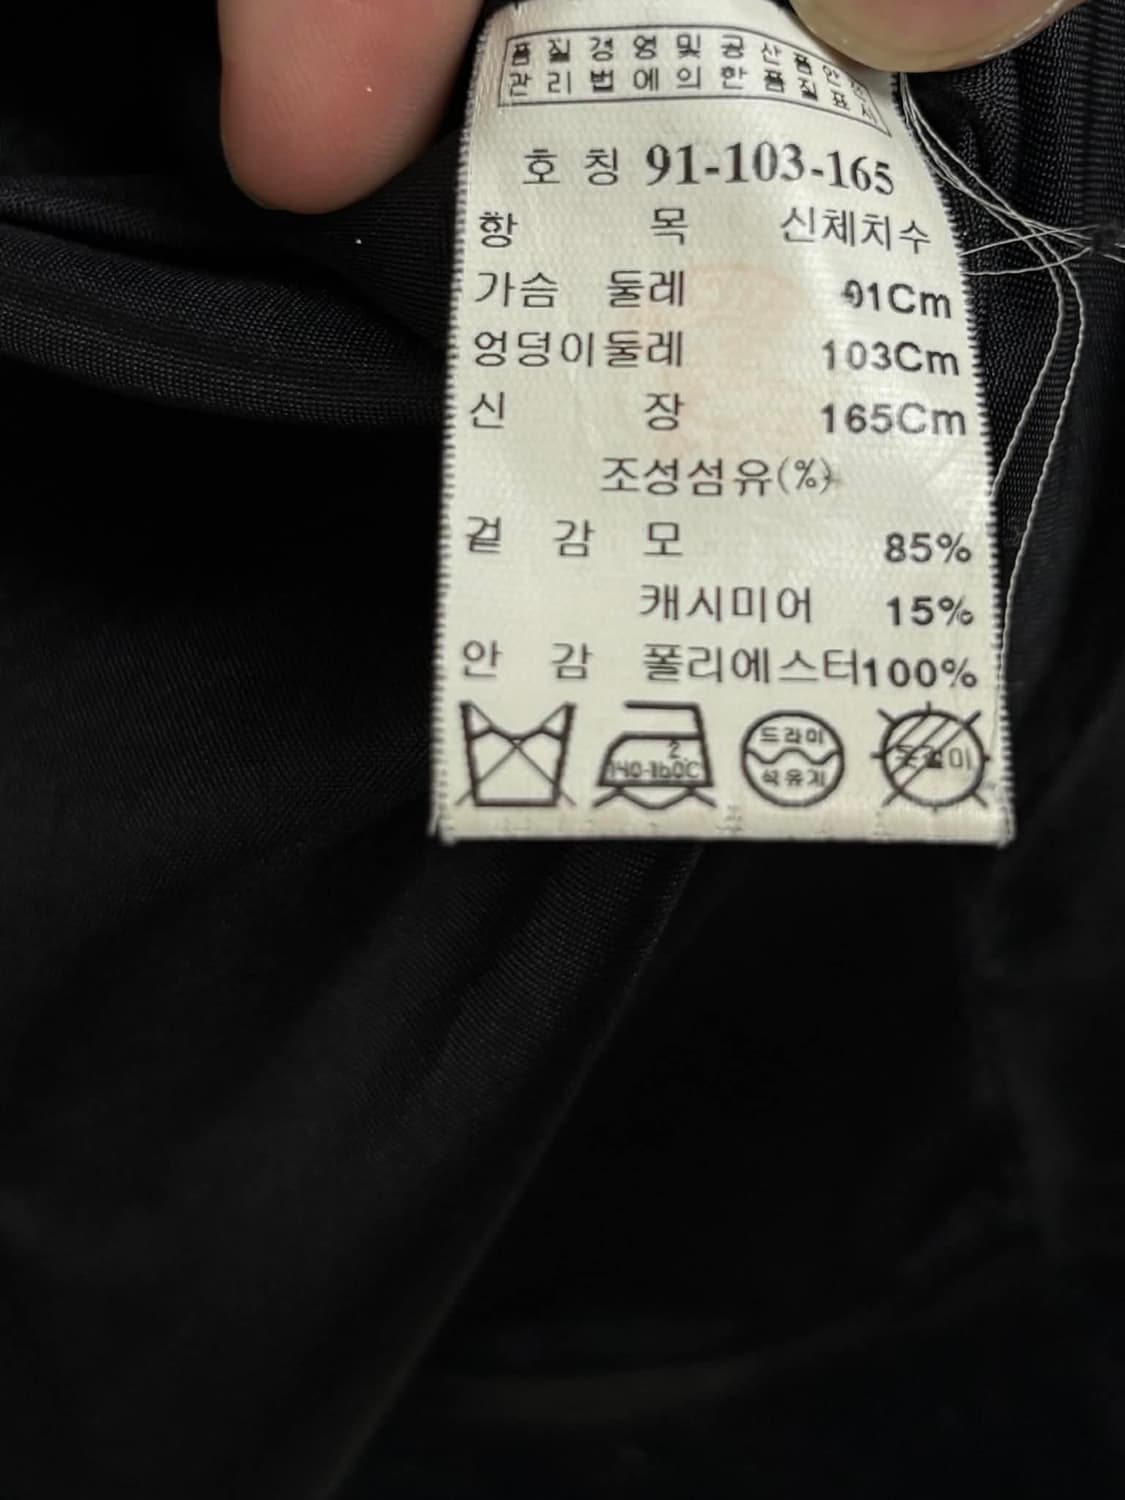 품질경영및공산품안전
관리법에의한품질표시
호칭 91-103-165
항 목 신체치수
가슴 둘레 91Cm
엉덩이둘레 103Cm
신 장 165Cm
조성섬유(%)
겉 감 모 85%
캐시미어 15%
안 감 폴리에스터100%
2.
140-160℃
드라이
석유계
드라이